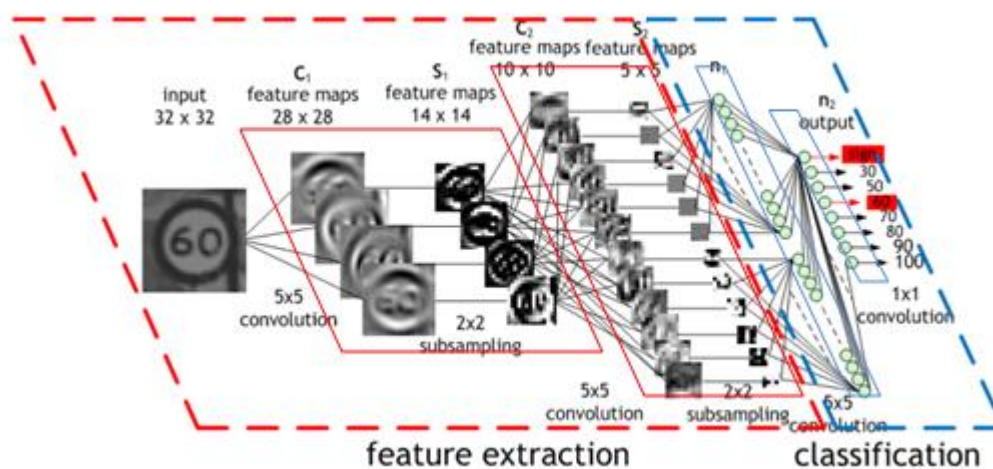 input
32 x 32
C₁
feature maps
28 x 28
S₁
feature maps
14 x 14
C₂
feature maps
10 x 10
S₂
feature maps
5 x 5
n₁
n₂
output
60
5x5
convolution
2x2
subsampling
5x5
convolution
2x2
subsampling
6x5
convolution
1x1
convolution
sign
30
50
60
70
80
90
100
feature extraction
classification